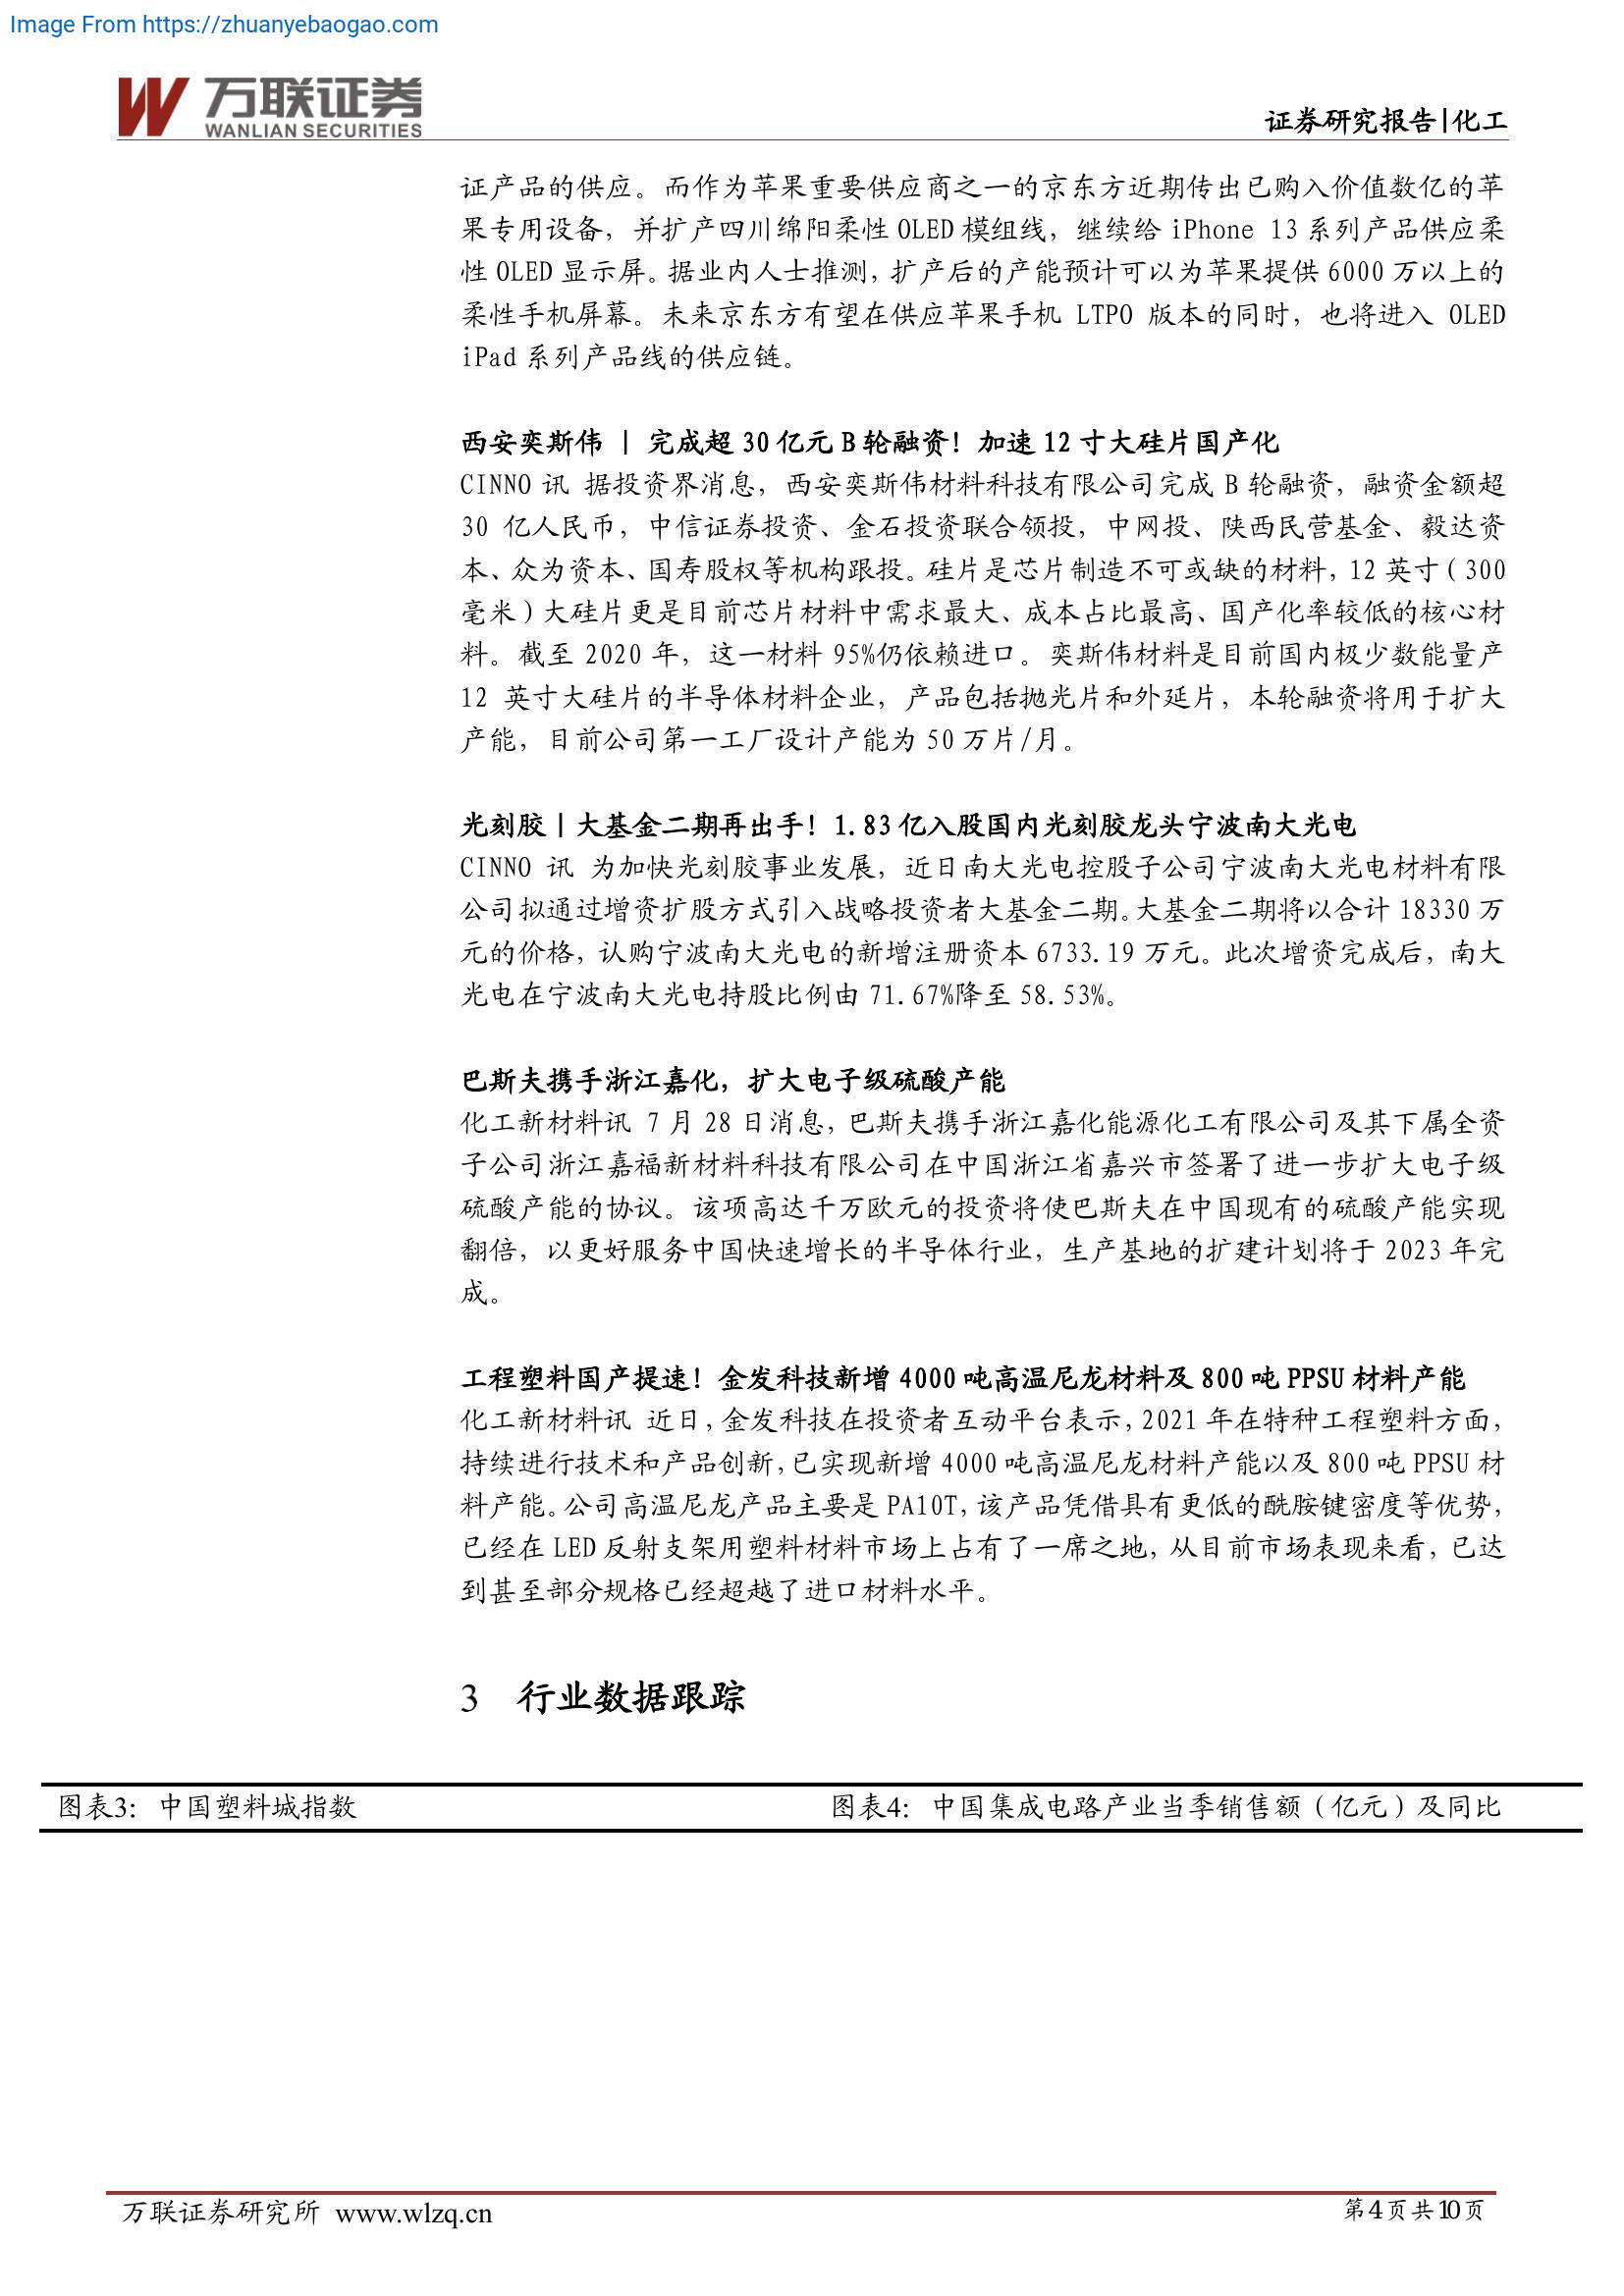 Image From https://zhuanyebaogao.com
万联证券
WANLIAN SECURITIES
证券研究报告|化工
证产品的供应。而作为苹果重要供应商之一的京东方近期传出已购入价值数亿的苹
果专用设备，并扩产四川绵阳柔性 OLED 模组线，继续给 iPhone 13 系列产品供应柔
性 OLED 显示屏。据业内人士推测，扩产后的产能预计可以为苹果提供 6000 万以上的
柔性手机屏幕。未来京东方有望在供应苹果手机 LTPO 版本的同时，也将进入 OLED
iPad 系列产品线的供应链。
西安奕斯伟 | 完成超 30 亿元 B 轮融资！加速 12 寸大硅片国产化
CINNO 讯 据投资界消息，西安奕斯伟材料科技有限公司完成 B 轮融资，融资金额超
30 亿人民币，中信证券投资、金石投资联合领投，中网投、陕西民营基金、毅达资
本、众为资本、国寿股权等机构跟投。硅片是芯片制造不可或缺的材料，12 英寸（300
毫米）大硅片更是目前芯片材料中需求最大、成本占比最高、国产化率较低的核心材
料。截至 2020 年，这一材料 95%仍依赖进口。奕斯伟材料是目前国内极少数能量产
12 英寸大硅片的半导体材料企业，产品包括抛光片和外延片，本轮融资将用于扩大
产能，目前公司第一工厂设计产能为 50 万片/月。
光刻胶 | 大基金二期再出手！1.83 亿入股国内光刻胶龙头宁波南大光电
CINNO 讯 为加快光刻胶事业发展，近日南大光电控股子公司宁波南大光电材料有限
公司拟通过增资扩股方式引入战略投资者大基金二期。大基金二期将以合计 18330 万
元的价格，认购宁波南大光电的新增注册资本 6733.19 万元。此次增资完成后，南大
光电在宁波南大光电持股比例由 71.67%降至 58.53%。
巴斯夫携手浙江嘉化，扩大电子级硫酸产能
化工新材料讯 7 月 28 日消息，巴斯夫携手浙江嘉化能源化工有限公司及其下属全资
子公司浙江嘉福新材料科技有限公司在中国浙江省嘉兴市签署了进一步扩大电子级
硫酸产能的协议。该项高达千万欧元的投资将使巴斯夫在中国现有的硫酸产能实现
翻倍，以更好服务中国快速增长的半导体行业，生产基地的扩建计划将于 2023 年完
成。
工程塑料国产提速！金发科技新增 4000 吨高温尼龙材料及 800 吨 PPSU 材料产能
化工新材料讯 近日，金发科技在投资者互动平台表示，2021 年在特种工程塑料方面，
持续进行技术和产品创新，已实现新增 4000 吨高温尼龙材料产能以及 800 吨 PPSU 材
料产能。公司高温尼龙产品主要是 PA10T，该产品凭借具有更低的酰胺键密度等优势，
已经在 LED 反射支架用塑料材料市场上占有了一席之地，从目前市场表现来看，已达
到甚至部分规格已经超越了进口材料水平。
3 行业数据跟踪
图表3：中国塑料城指数
图表4：中国集成电路产业当季销售额（亿元）及同比
万联证券研究所 www.wlzq.cn
第 4 页 共 10 页